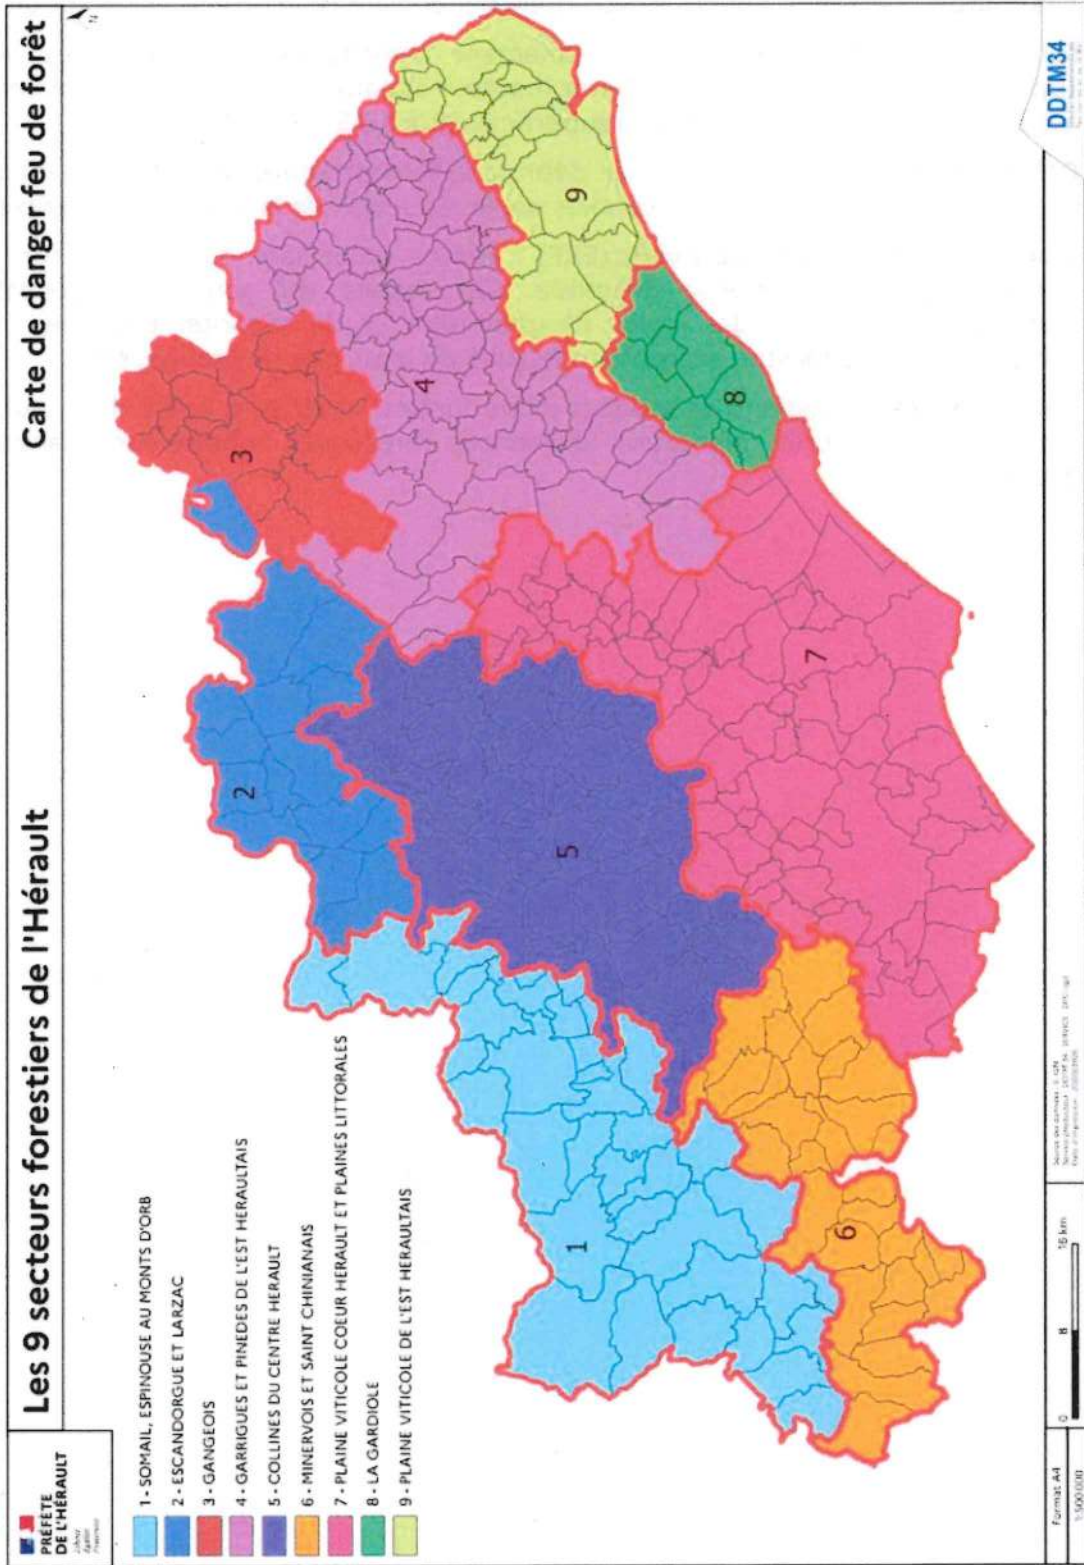 PRÉFÈTE
DE L'HÉRAULT
Les 9 secteurs forestiers de l'Hérault
Carte de danger feu de forêt
N
1 - SOMAIL, ESPINOUSE AU MONTS D'ORB
2 - ESCANDORGUE ET LARZAC
3 - GANGEOIS
4 - GARRIGUES ET PINEDES DE L'EST HERAULTAIS
5 - COLLINES DU CENTRE HERAULT
6 - MINERVOIS ET SAINT CHINIANAIS
7 - PLAINE VITICOLE COEUR HERAULT ET PLAINES LITTORALES
8 - LA GARDIOLE
9 - PLAINE VITICOLE DE L'EST HERAULTAIS
1
2
3
4
5
6
7
8
9
Format A4
1:500 000
0 8 16 km
DDTM34